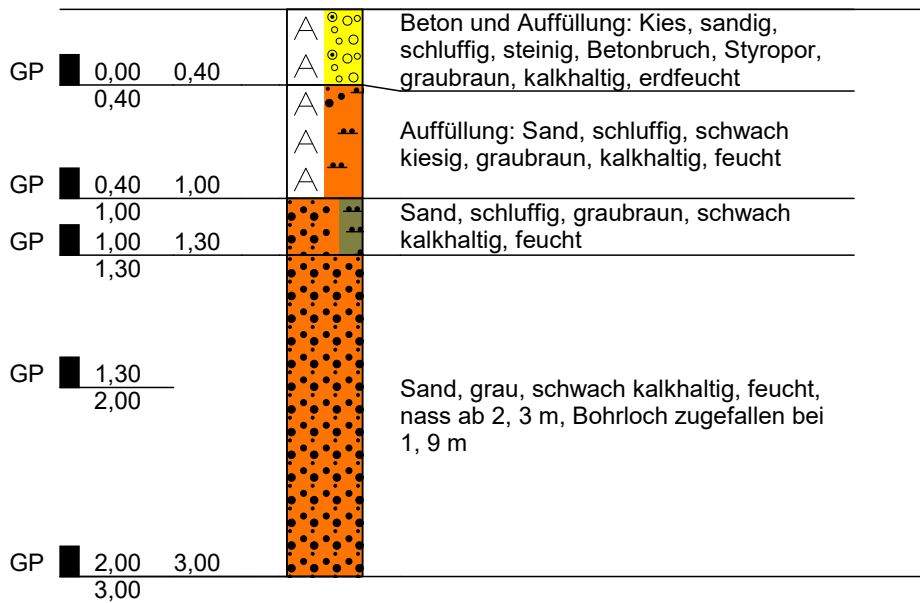 Beton und Auffüllung: Kies, sandig,
schluffig, steinig, Betonbruch, Styropor,
graubraun, kalkhaltig, erdfeucht
GP 0,00 0,40
0,40
A
A
Auffüllung: Sand, schluffig, schwach
kiesig, graubraun, kalkhaltig, feucht
A
A
A
GP 0,40 1,00
1,00
Sand, schluffig, graubraun, schwach
kalkhaltig, feucht
GP 1,00 1,30
1,30
GP 1,30
2,00
Sand, grau, schwach kalkhaltig, feucht,
nass ab 2, 3 m, Bohrloch zugefallen bei
1, 9 m
GP 2,00 3,00
3,00